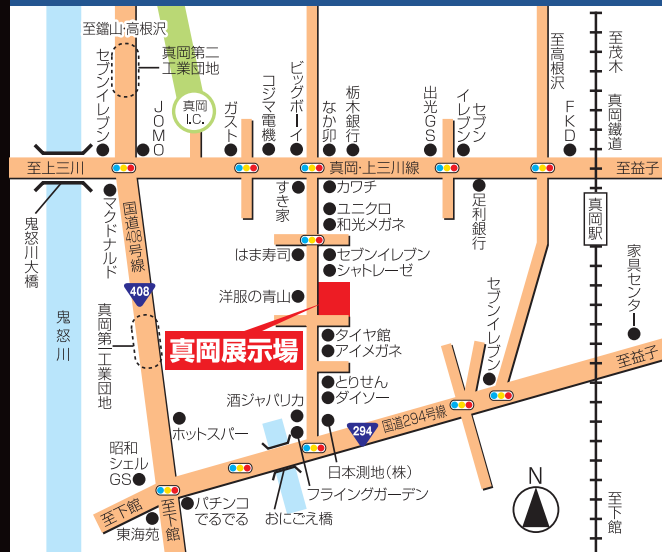 至鐺山・高根沢
真岡第二
工業団地
セブンイレブン
JOMO
真岡
I.C.
ガスト
コジマ電機
ビッグボーイ
なか卯
栃木銀行
出光GS
セブン
イレブン
至高根沢
FKD
至茂木
真岡鐵道
至上三川
真岡・上三川線
至益子
鬼怒川大橋
マクドナルド
国道408号線
408
すき家
カワチ
ユニクロ
和光メガネ
足利銀行
真岡駅
はま寿司
セブンイレブン
シャトレーゼ
家具センター
洋服の青山
セブンイレブン
鬼怒川
真岡第一工業団地
真岡展示場
タイヤ館
アイメガネ
至益子
とりせん
ダイソー
酒ジャパリカ
ホットスパー
294
国道294号線
昭和
シェル
GS
日本測地(株)
フライングガーデン
おにごえ橋
パチンコ
でるでる
至下館
至下館
東海苑
N
至下館